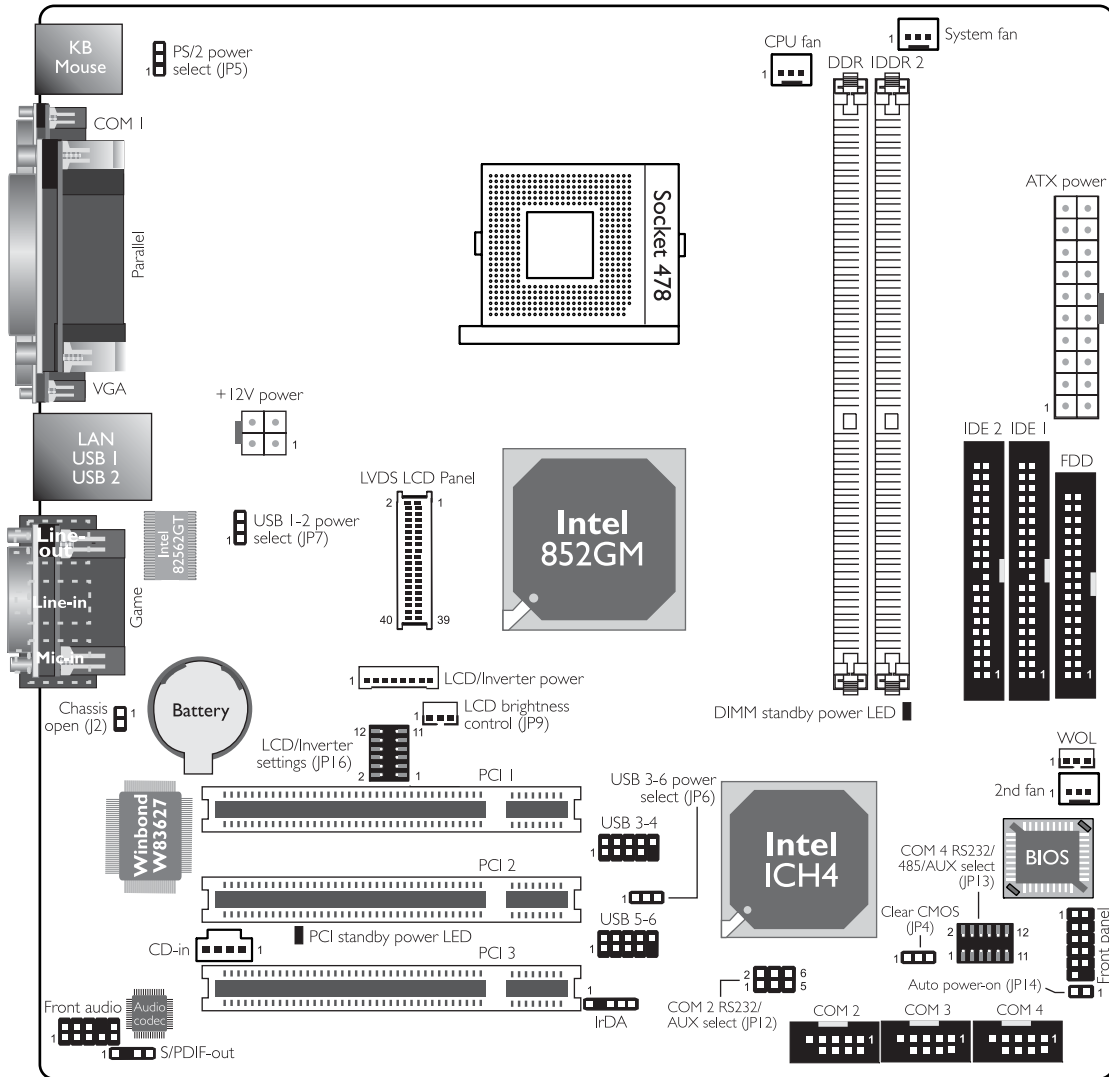 KB
Mouse
1
PS/2 power
select (JP5)
CPU fan
1
1
System fan
DDR 1DDR 2
COM 1
Parallel
VGA
Socket 478
ATX power
1
+12V power
1
LAN
USB 1
USB 2
IDE 2
IDE 1
FDD
1
1
1
LVDS LCD Panel
2
1
40
39
Intel
852GM
Intel
82562GT
1
USB 1-2 power
select (JP7)
Line-
out
Line-in
Mic-in
Game
1
LCD/Inverter power
1
LCD brightness
control (JP9)
Chassis
open (J2)
1
Battery
LCD/Inverter
settings (JP16)
12
11
2
1
DIMM standby power LED
WOL
1
2nd fan
1
PCI 1
USB 3-6 power
select (JP6)
USB 3-4
1
Winbond
W83627
Intel
ICH4
COM 4 RS232/
485/AUX select
(JP13)
BIOS
PCI 2
1
USB 5-6
1
PCI standby power LED
CD-in
1
PCI 3
Clear CMOS
(JP4)
1
2
12
1
11
1
Front panel
Auto power-on (JP14)
1
2
1
6
5
COM 2 RS232/
AUX select (JP12)
1
IrDA
Front audio
1
Audio
codec
1
S/PDIF-out
COM 2
1
COM 3
1
COM 4
1